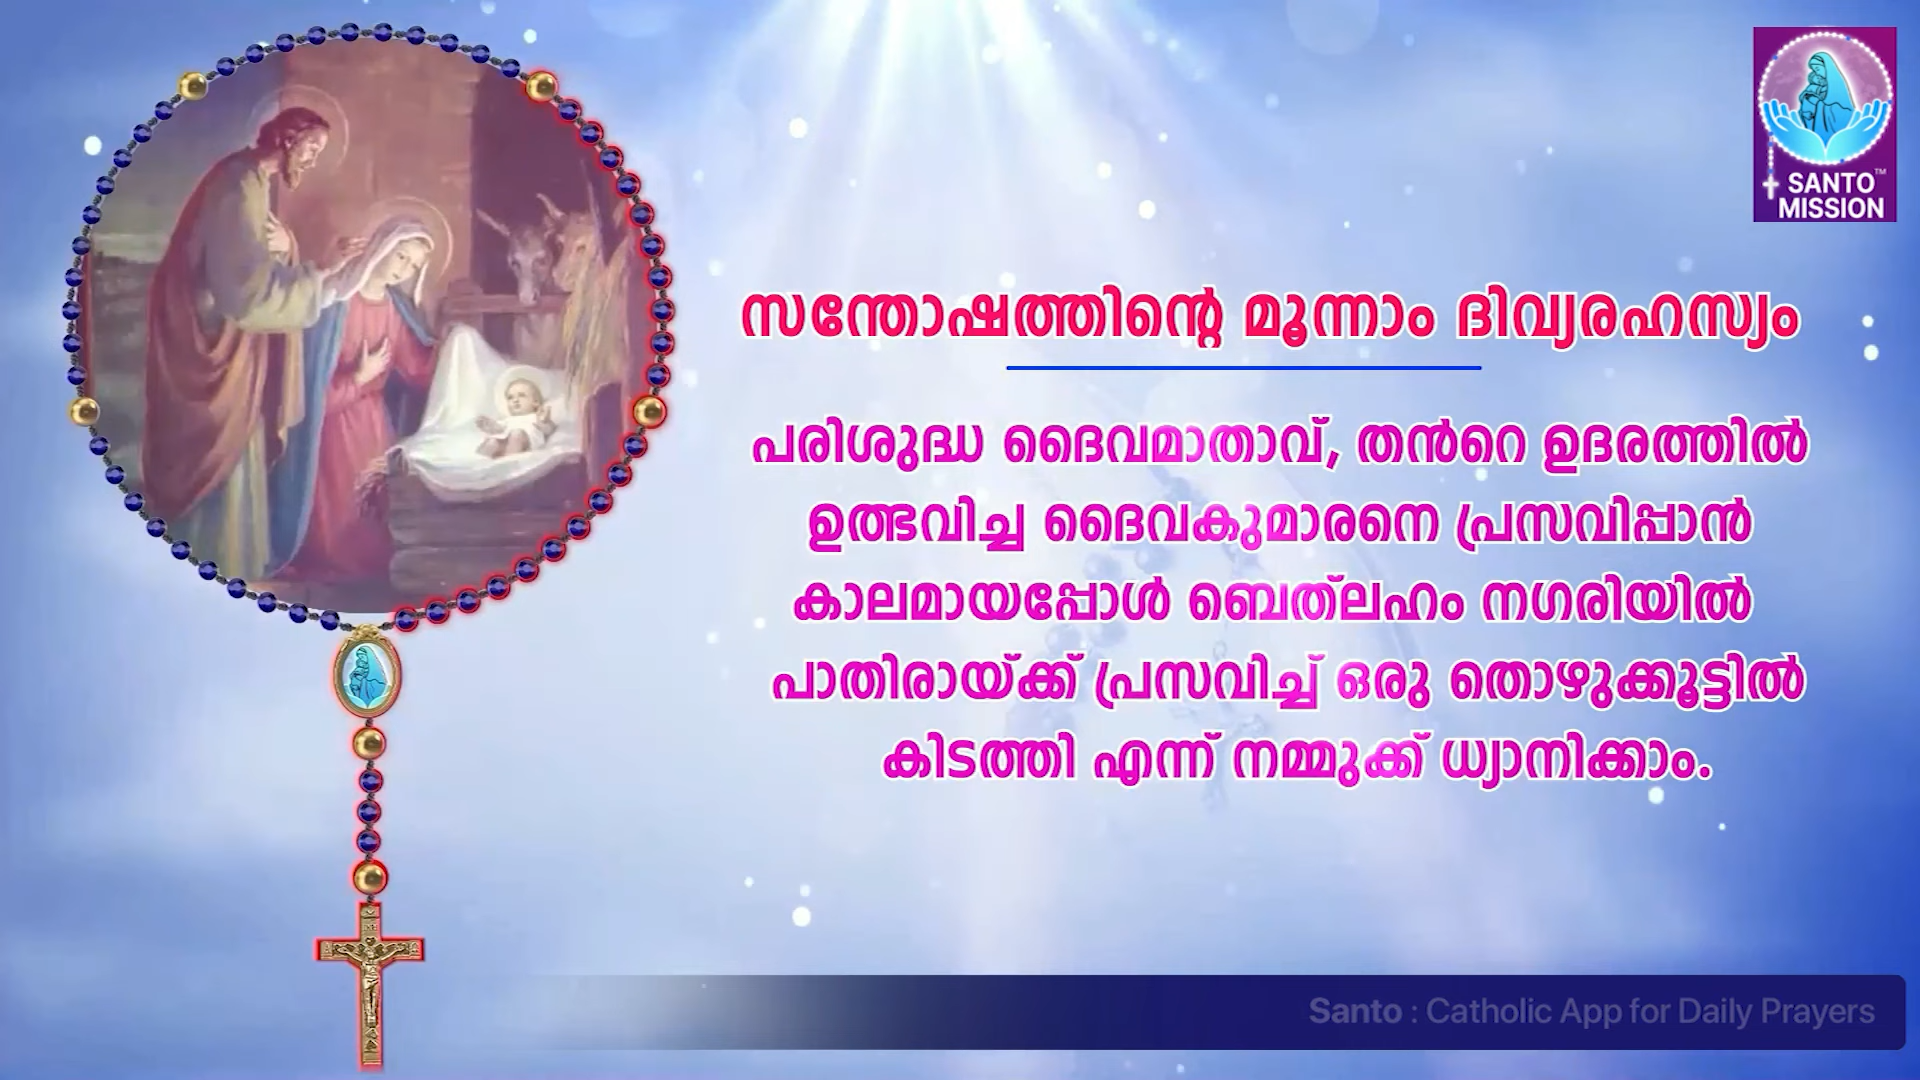 SANTO™
MISSION
സന്തോഷത്തിന്റെ മൂന്നാം ദിവ്യരഹസ്യം
പരിശുദ്ധ ദൈവമാതാവ്, തൻറെ ഉദരത്തിൽ
ഉത്ഭവിച്ച ദൈവകുമാരനെ പ്രസവിപ്പാൻ
കാലമായപ്പോൾ ബെത്‌ലഹം നഗരിയിൽ
പാതിരായ്ക്ക് പ്രസവിച്ച് ഒരു തൊഴുക്കൂട്ടിൽ
കിടത്തി എന്ന് നമ്മുക്ക് ധ്യാനിക്കാം.
Santo : Catholic App for Daily Prayers